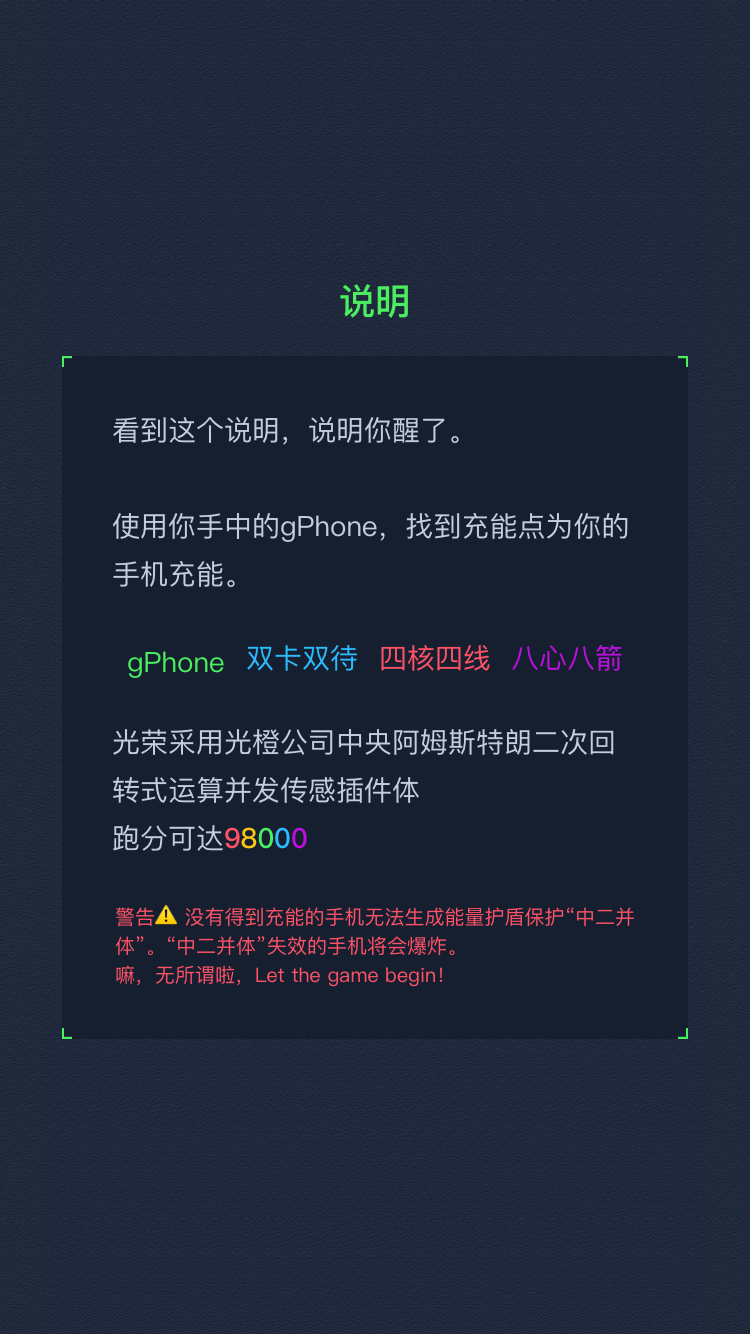 说明
看到这个说明，说明你醒了。
使用你手中的gPhone，找到充能点为你的
手机充能。
gPhone 双卡双待 四核四线 八心八箭
光荣采用光橙公司中央阿姆斯特朗二次回
转式运算并发传感插件体
跑分可达98000
警告⚠️ 没有得到充能的手机无法生成能量护盾保护“中二并
体”。“中二并体”失效的手机将会爆炸。
嘛，无所谓啦，Let the game begin！